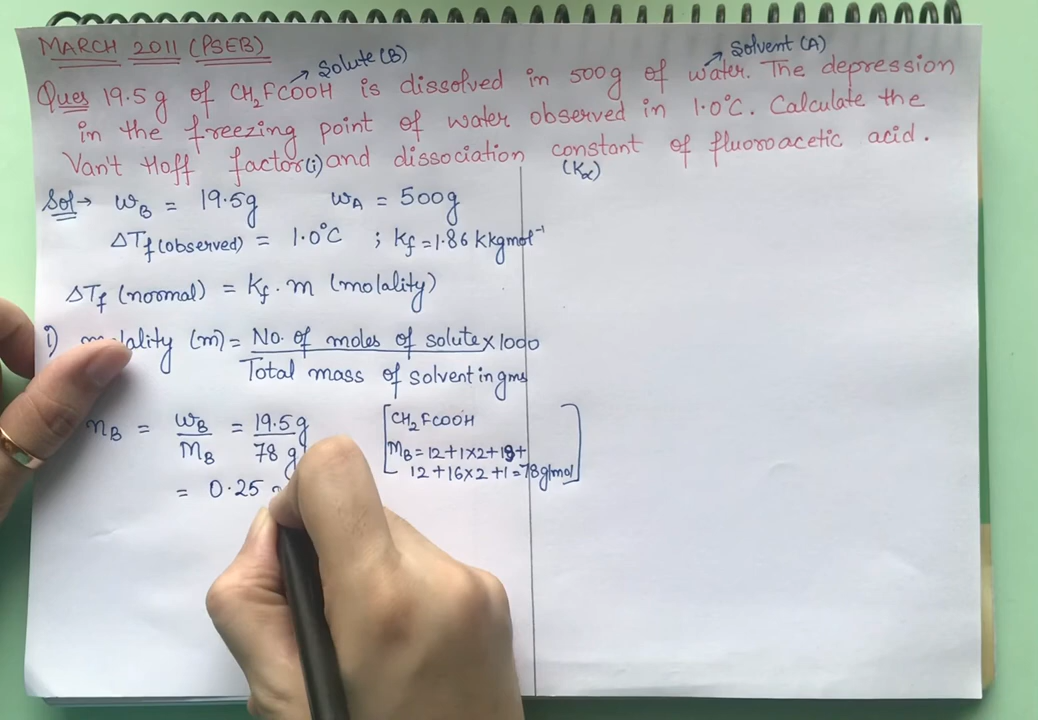 MARCH 2011 (PSEB)
Solute (B)
Solvent (A)
Ques 19.5 g of CH₂FCOOH is dissolved in 500g of water. The depression
in the freezing point of water observed in 1.0°C. Calculate the
Van't Hoff factor(i) and dissociation constant of fluoroacetic acid.
(K∝)
Sol→ WB = 19.5g WA = 500g
ΔTf (observed) = 1.0°C ; Kf = 1.86 K kg mol⁻¹
ΔTf (normal) = Kf . m (molality)
i) (m) = No. of moles of solute × 1000
Total mass of solvent in gms
nB = WB / MB = 19.5g / 78 g
= 0.25
[CH₂FCOOH
MB = 12+1×2+19+
12+16×2+1 = 78g/mol]